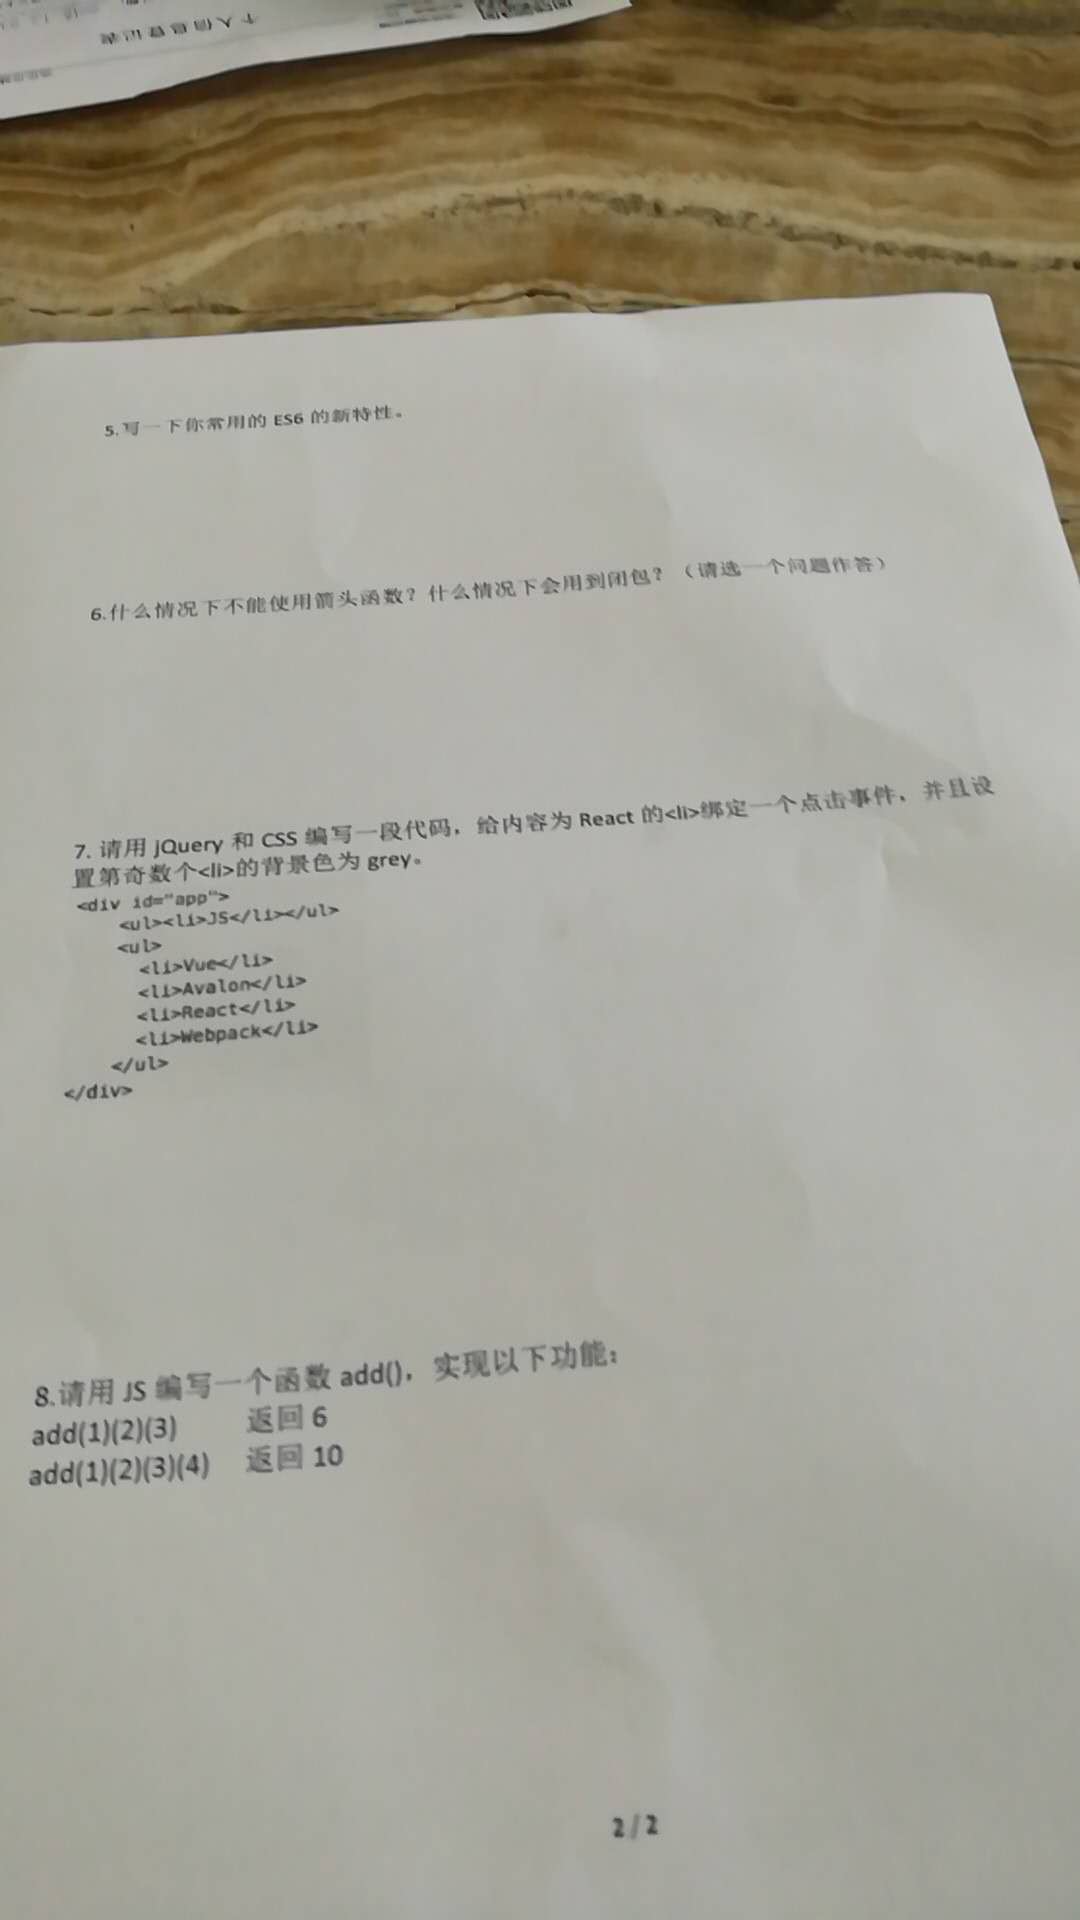 个人信息登记表
5.写一下你常用的 ES6 的新特性。
6.什么情况下不能使用箭头函数？什么情况下会用到闭包？（请选一个问题作答）
7. 请用 jQuery 和 CSS 编写一段代码，给内容为 React 的<li>绑定一个点击事件，并且设
置第奇数个<li>的背景色为 grey。
<div id="app">
<ul><li>JS</li></ul>
<ul>
<li>Vue</li>
<li>Avalon</li>
<li>React</li>
<li>Webpack</li>
</ul>
</div>
8.请用 JS 编写一个函数 add()，实现以下功能：
add(1)(2)(3) 返回 6
add(1)(2)(3)(4) 返回 10
2 / 2